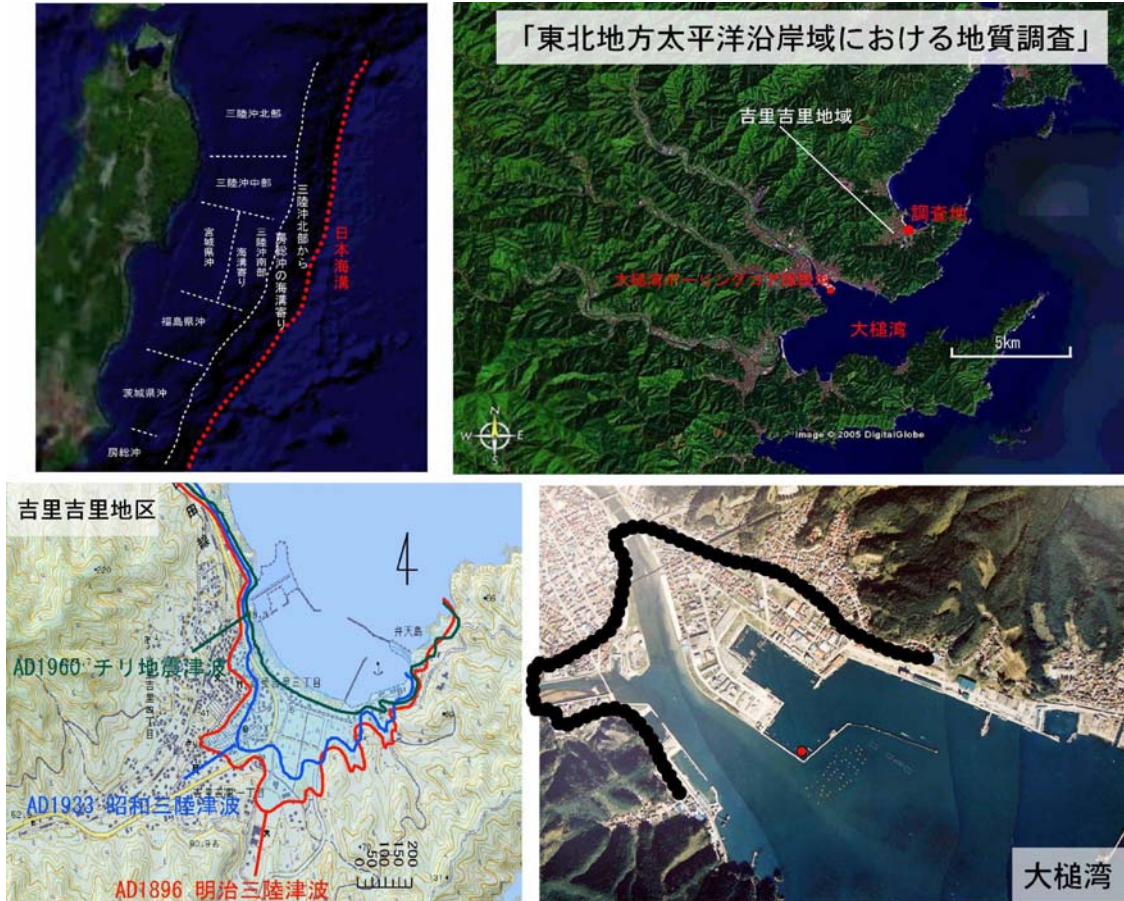 三陸沖北部
三陸沖中部
宮城県沖
三陸沖南部
海溝寄り
三陸沖北部から
房総沖の海溝寄り
日本海溝
福島県沖
茨城県沖
房総沖
「東北地方太平洋沿岸域における地質調査」
吉里吉里地域
調査地
大槌湾
5km
N
W
E
S
Image © 2005 DigitalGlobe
吉里吉里地区
4
弁天島
AD1960 チリ地震津波
AD1933 昭和三陸津波
AD1896 明治三陸津波
200
150
100
50
0
大槌湾